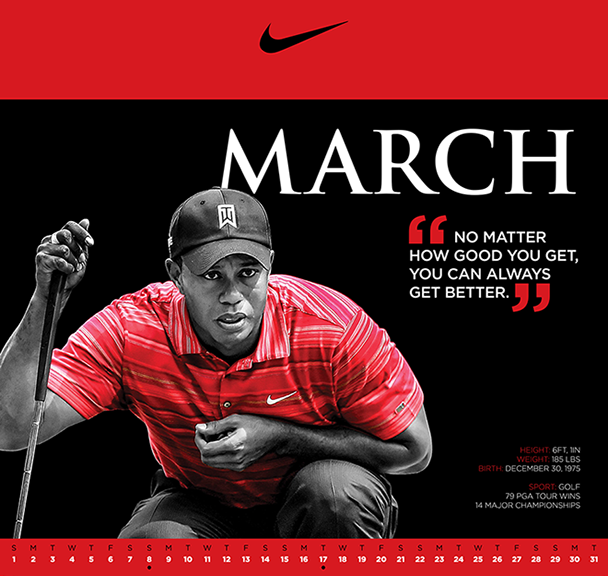 MARCH
“ NO MATTER
HOW GOOD YOU GET,
YOU CAN ALWAYS
GET BETTER. ”
TW
HEIGHT: 6FT, 1IN
WEIGHT: 185 LBS
BIRTH: DECEMBER 30, 1975
SPORT: GOLF
79 PGA TOUR WINS
14 MAJOR CHAMPIONSHIPS
S M T W T F S S M T W T F S S M T W T F S S M T W T F S S M T
1 2 3 4 5 6 7 8 9 10 11 12 13 14 15 16 17 18 19 20 21 22 23 24 25 26 27 28 29 30 31